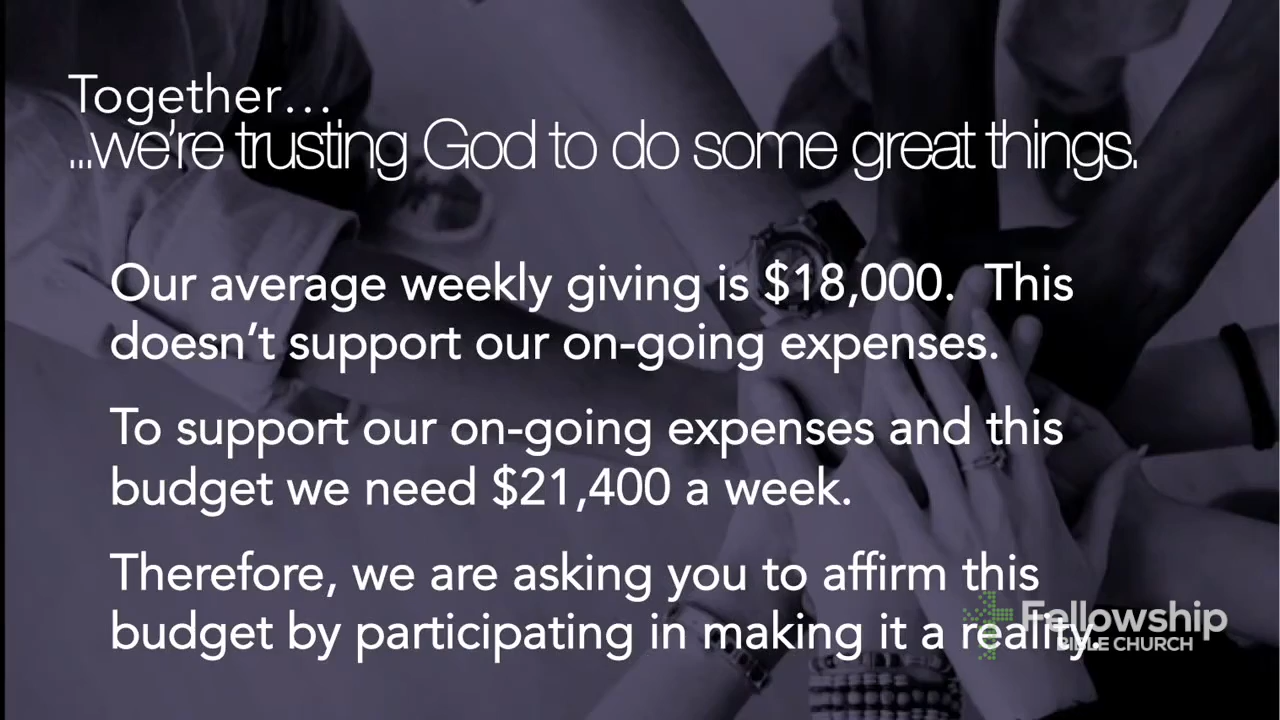 Together…
...we're trusting God to do some great things.
Our average weekly giving is $18,000.  This
doesn't support our on-going expenses.
To support our on-going expenses and this
budget we need $21,400 a week.
Therefore, we are asking you to affirm this
budget by participating in making it a reality.
Fellowship
BIBLE CHURCH